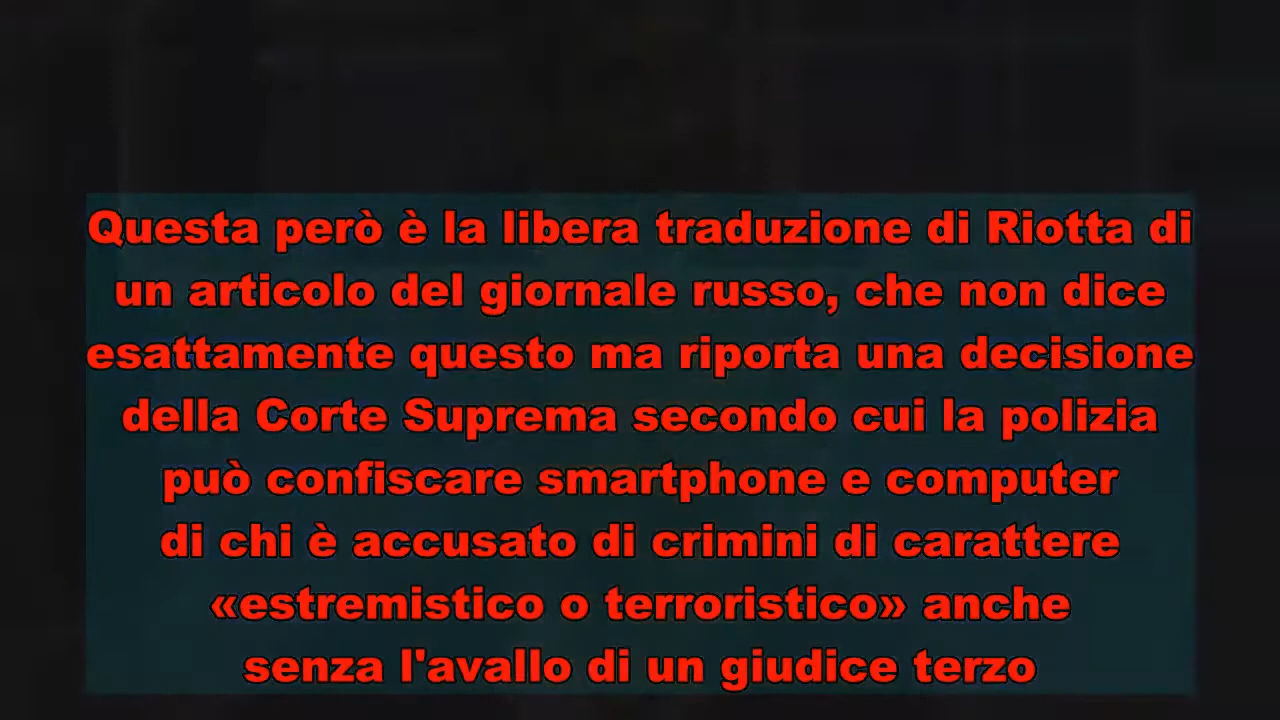 Questa però è la libera traduzione di Riotta di
un articolo del giornale russo, che non dice
esattamente questo ma riporta una decisione
della Corte Suprema secondo cui la polizia
può confiscare smartphone e computer
di chi è accusato di crimini di carattere
«estremistico o terroristico» anche
senza l'avallo di un giudice terzo